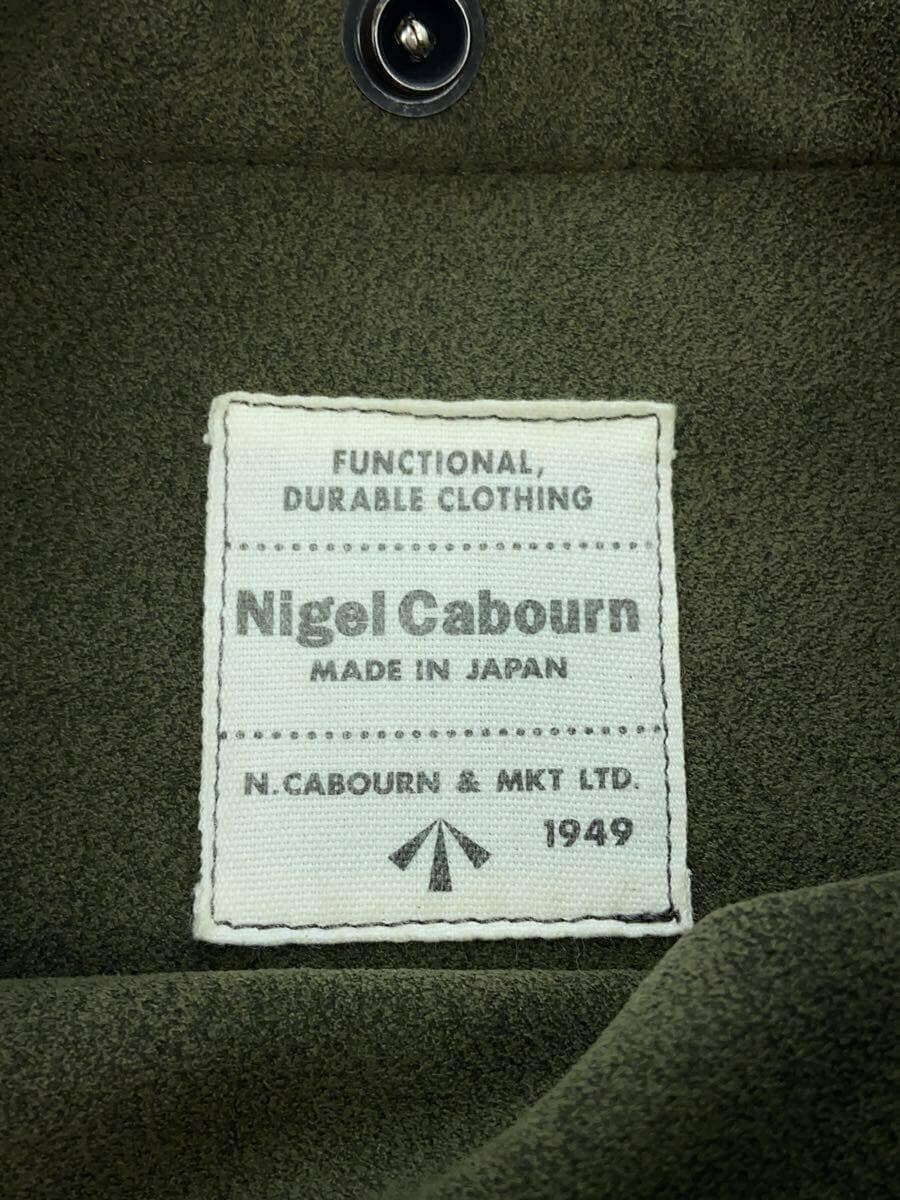 FUNCTIONAL,
DURABLE CLOTHING
Nigel Cabourn
MADE IN JAPAN
N.CABOURN & MKT LTD.
1949